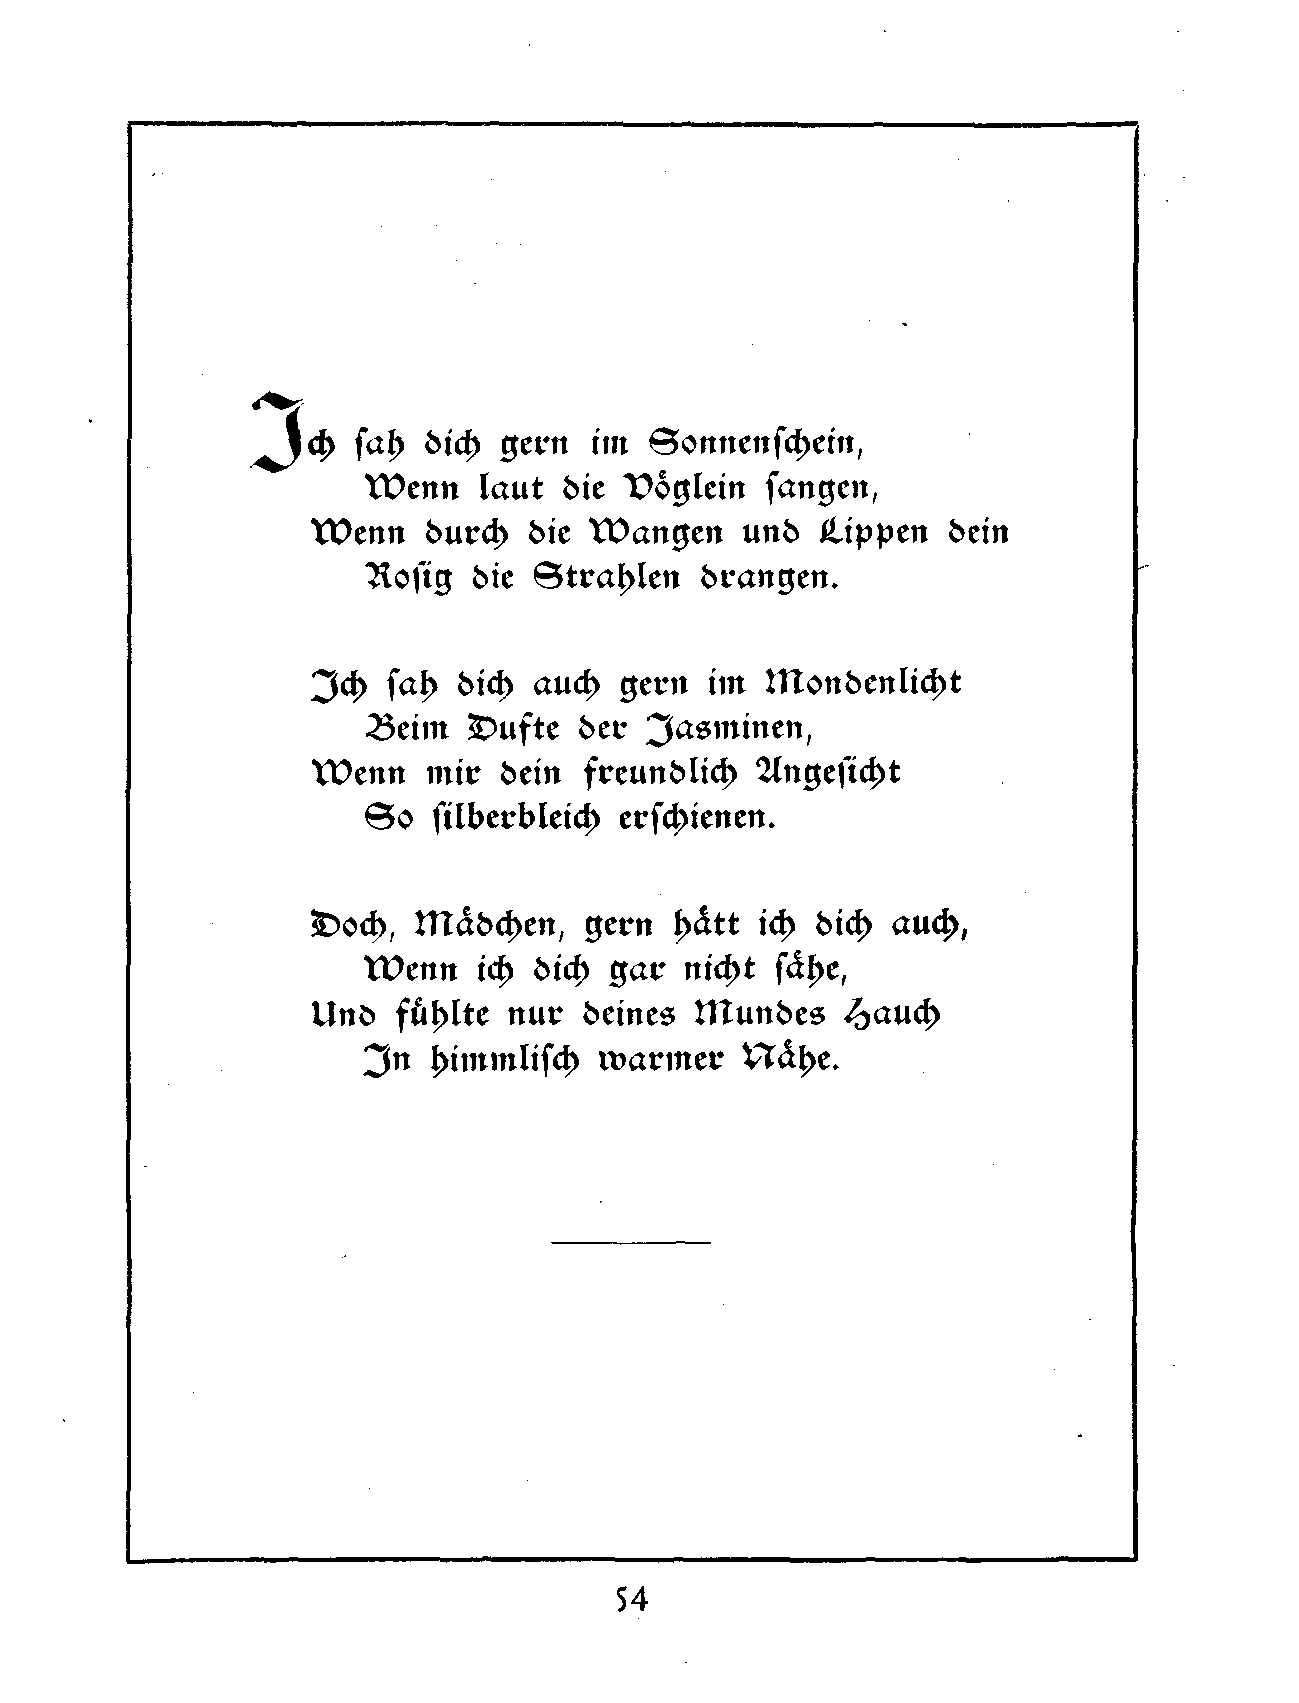 Ich sah dich gern im Sonnenschein,
Wenn laut die Vöglein sangen,
Wenn durch die Wangen und Lippen dein
Rosig die Strahlen drangen.
Ich sah dich auch gern im Mondenlicht
Beim Dufte der Jasminen,
Wenn mir dein freundlich Angesicht
So silberbleich erschienen.
Doch, Mädchen, gern hätt ich dich auch,
Wenn ich dich gar nicht sähe,
Und fühlte nur deines Mundes Hauch
In himmlisch warmer Nähe.
54